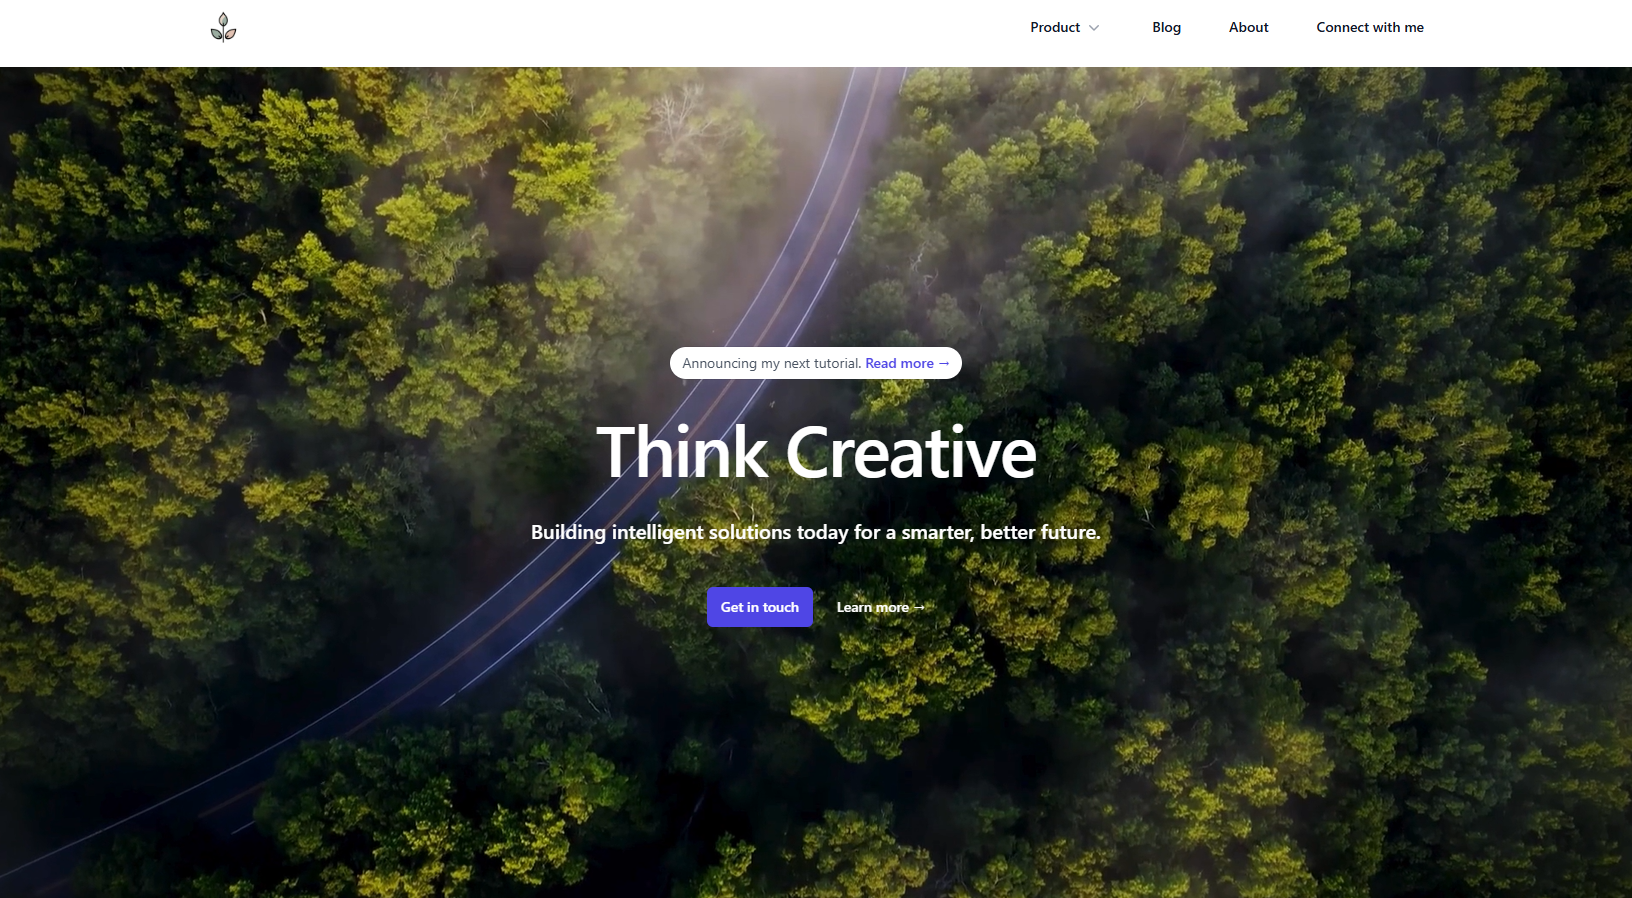 Product Blog About Connect with me
Announcing my next tutorial. Read more →
Think Creative
Building intelligent solutions today for a smarter, better future.
Get in touch Learn more →